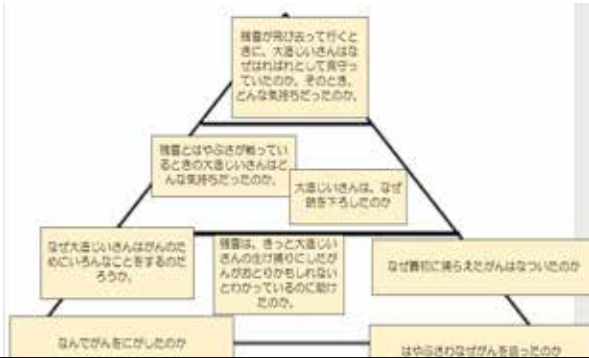 残雪が飛び去って行くと
きに、大造じいさんはな
ぜはればれとして見守っ
ていたのか。そのとき、
どんな気持ちだったのか。
残雪とはやぶさが戦ってい
るときの大造じいさんはど
んな気持ちだったのか。
大造じいさんは、なぜ
銃を下ろしたのか
なぜ大造じいさんはがんのた
めにいろんなことをするのだ
ろうか。
残雪は、きっと大造じい
さんの生け捕りにしたが
んがおとりかもしれない
とわかっているのに助け
たのか。
なぜ最初に捕らえたがんはなついたのか
なんでがんをにがしたのか
はやぶさわなぜがんを狙ったのか